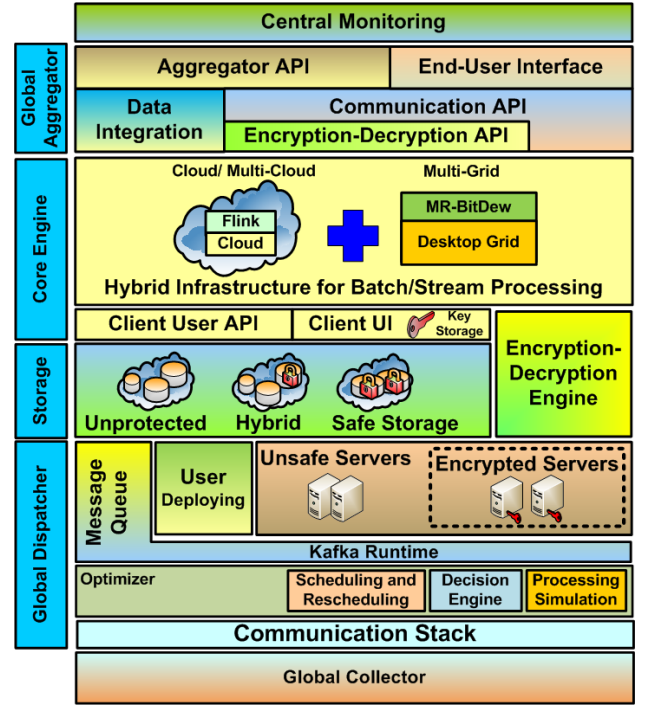 Central Monitoring
Global
Aggregator
Aggregator API
End-User Interface
Data
Integration
Communication API
Encryption-Decryption API
Core Engine
Cloud/ Multi-Cloud
Multi-Grid
Flink
Cloud
MR-BitDew
Desktop Grid
Hybrid Infrastructure for Batch/Stream Processing
Client User API
Client UI
Key
Storage
Encryption-
Decryption
Engine
Storage
Unprotected
Hybrid
Safe Storage
Global Dispatcher
Message
Queue
User
Deploying
Unsafe Servers
Encrypted Servers
Kafka Runtime
Optimizer
Scheduling and
Rescheduling
Decision
Engine
Processing
Simulation
Communication Stack
Global Collector